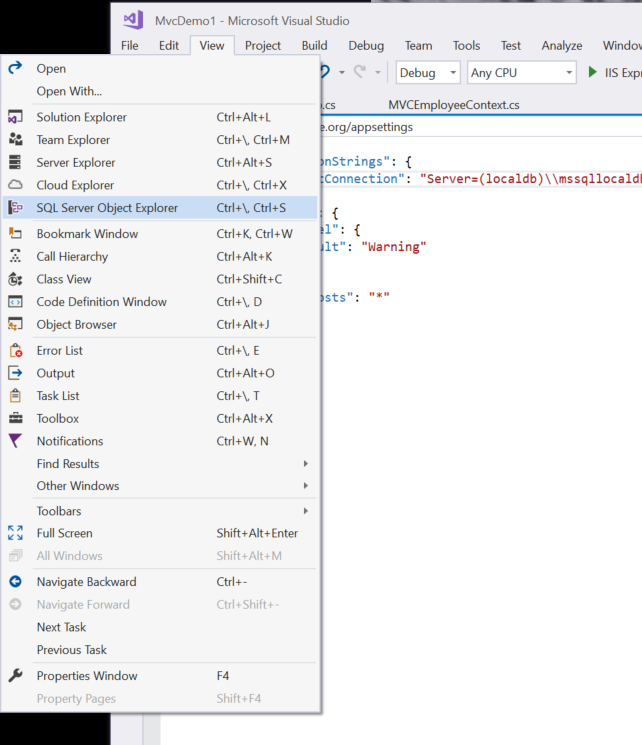 MvcDemo1 - Microsoft Visual Studio
File Edit View Project Build Debug Team Tools Test Analyze Window
Debug Any CPU IIS Expr
.cs MVCEmployeeContext.cs
e.org/appsettings
onStrings": {
tConnection": "Server=(localdb)\\mssqllocaldb
: {
el": {
ult": "Warning"
osts": "*"
Open
Open With...
Solution Explorer Ctrl+Alt+L
Team Explorer Ctrl+\, Ctrl+M
Server Explorer Ctrl+Alt+S
Cloud Explorer Ctrl+\, Ctrl+X
SQL Server Object Explorer Ctrl+\, Ctrl+S
Bookmark Window Ctrl+K, Ctrl+W
Call Hierarchy Ctrl+Alt+K
Class View Ctrl+Shift+C
Code Definition Window Ctrl+\, D
Object Browser Ctrl+Alt+J
Error List Ctrl+\, E
Output Ctrl+Alt+O
Task List Ctrl+\, T
Toolbox Ctrl+Alt+X
Notifications Ctrl+W, N
Find Results
Other Windows
Toolbars
Full Screen Shift+Alt+Enter
All Windows Shift+Alt+M
Navigate Backward Ctrl+-
Navigate Forward Ctrl+Shift+-
Next Task
Previous Task
Properties Window F4
Property Pages Shift+F4